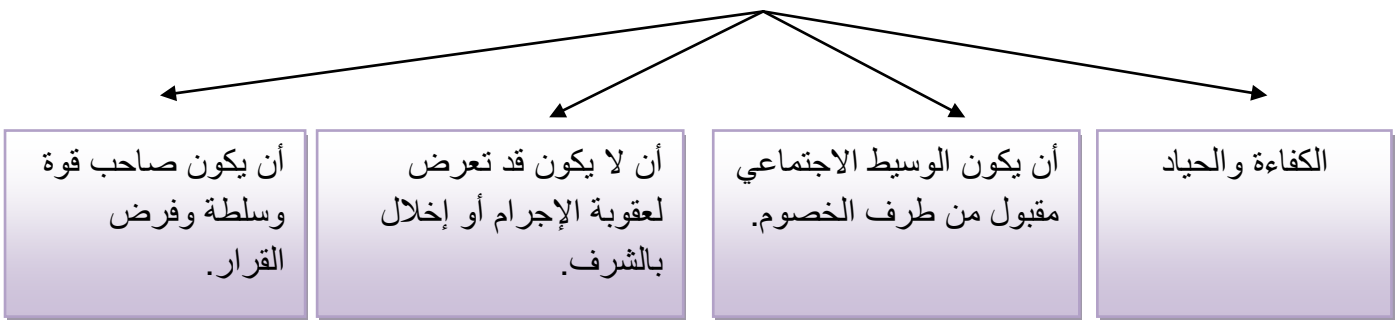 الكفاءة والحياد
أن يكون الوسيط الاجتماعي
مقبول من طرف الخصوم.
أن لا يكون قد تعرض
لعقوبة الإجرام أو إخلال
بالشرف.
أن يكون صاحب قوة
وسلطة وفرض
القرار.